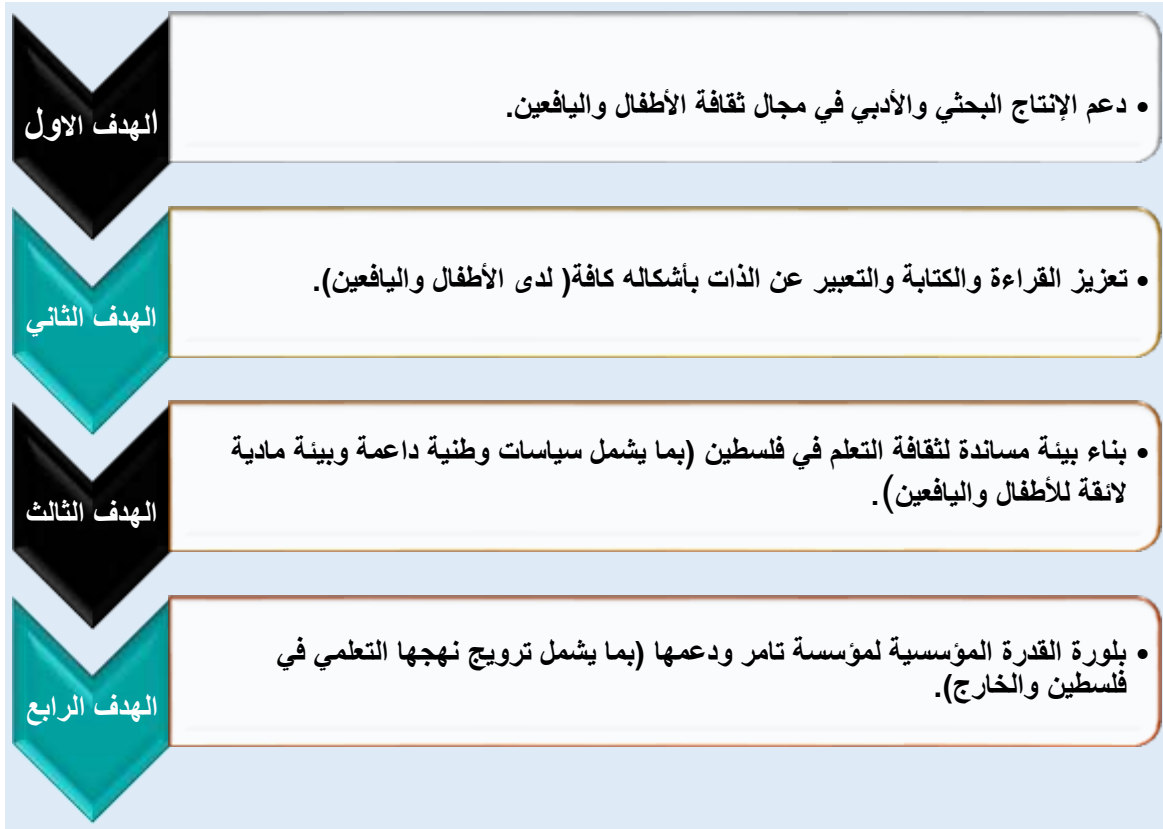 الهدف الاول
• دعم الإنتاج البحثي والأدبي في مجال ثقافة الأطفال واليافعين.
الهدف الثاني
• تعزيز القراءة والكتابة والتعبير عن الذات بأشكاله كافة( لدى الأطفال واليافعين).
الهدف الثالث
• بناء بيئة مساندة لثقافة التعلم في فلسطين (بما يشمل سياسات وطنية داعمة وبيئة مادية
لائقة للأطفال واليافعين).
الهدف الرابع
• بلورة القدرة المؤسسية لمؤسسة تامر ودعمها (بما يشمل ترويج نهجها التعلمي في
فلسطين والخارج).